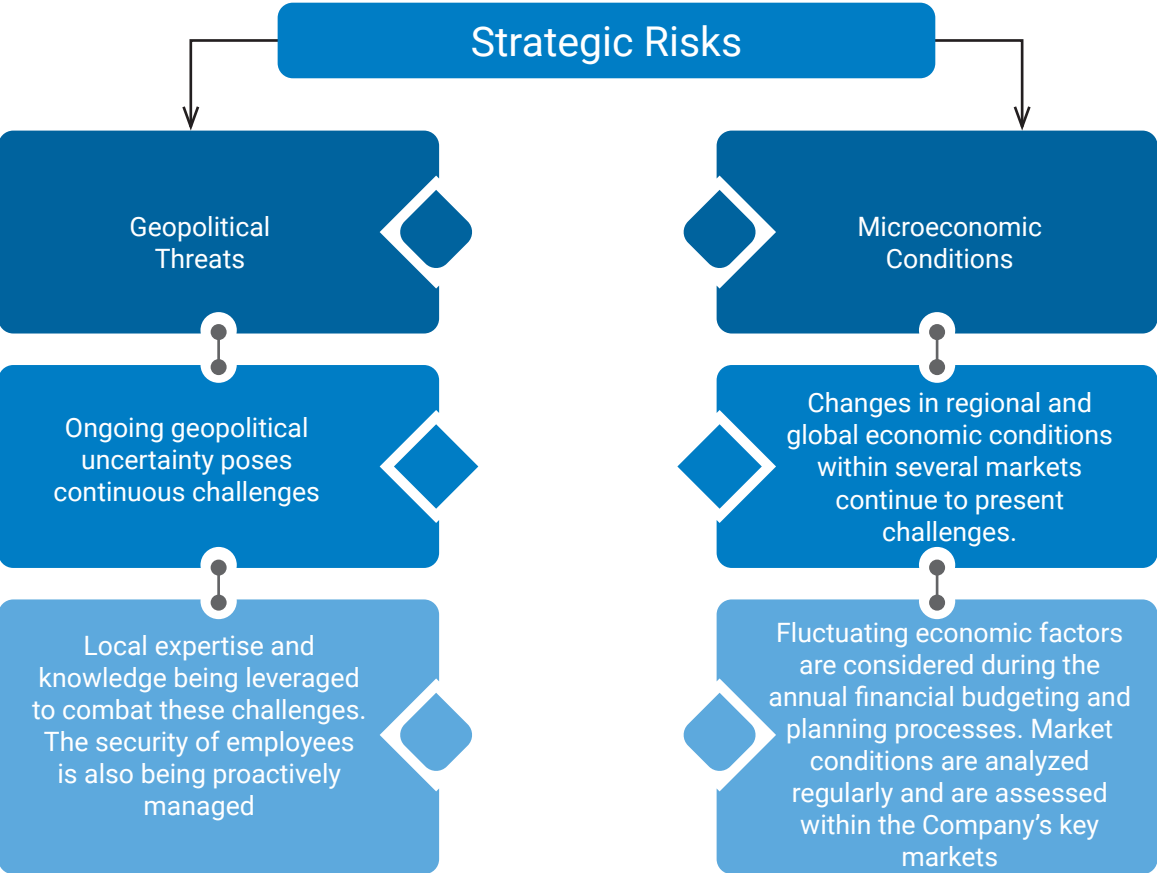 Strategic Risks
Geopolitical
Threats
Ongoing geopolitical
uncertainty poses
continuous challenges
Local expertise and
knowledge being leveraged
to combat these challenges.
The security of employees
is also being proactively
managed
Microeconomic
Conditions
Changes in regional and
global economic conditions
within several markets
continue to present
challenges.
Fluctuating economic factors
are considered during the
annual financial budgeting and
planning processes. Market
conditions are analyzed
regularly and are assessed
within the Company’s key
markets